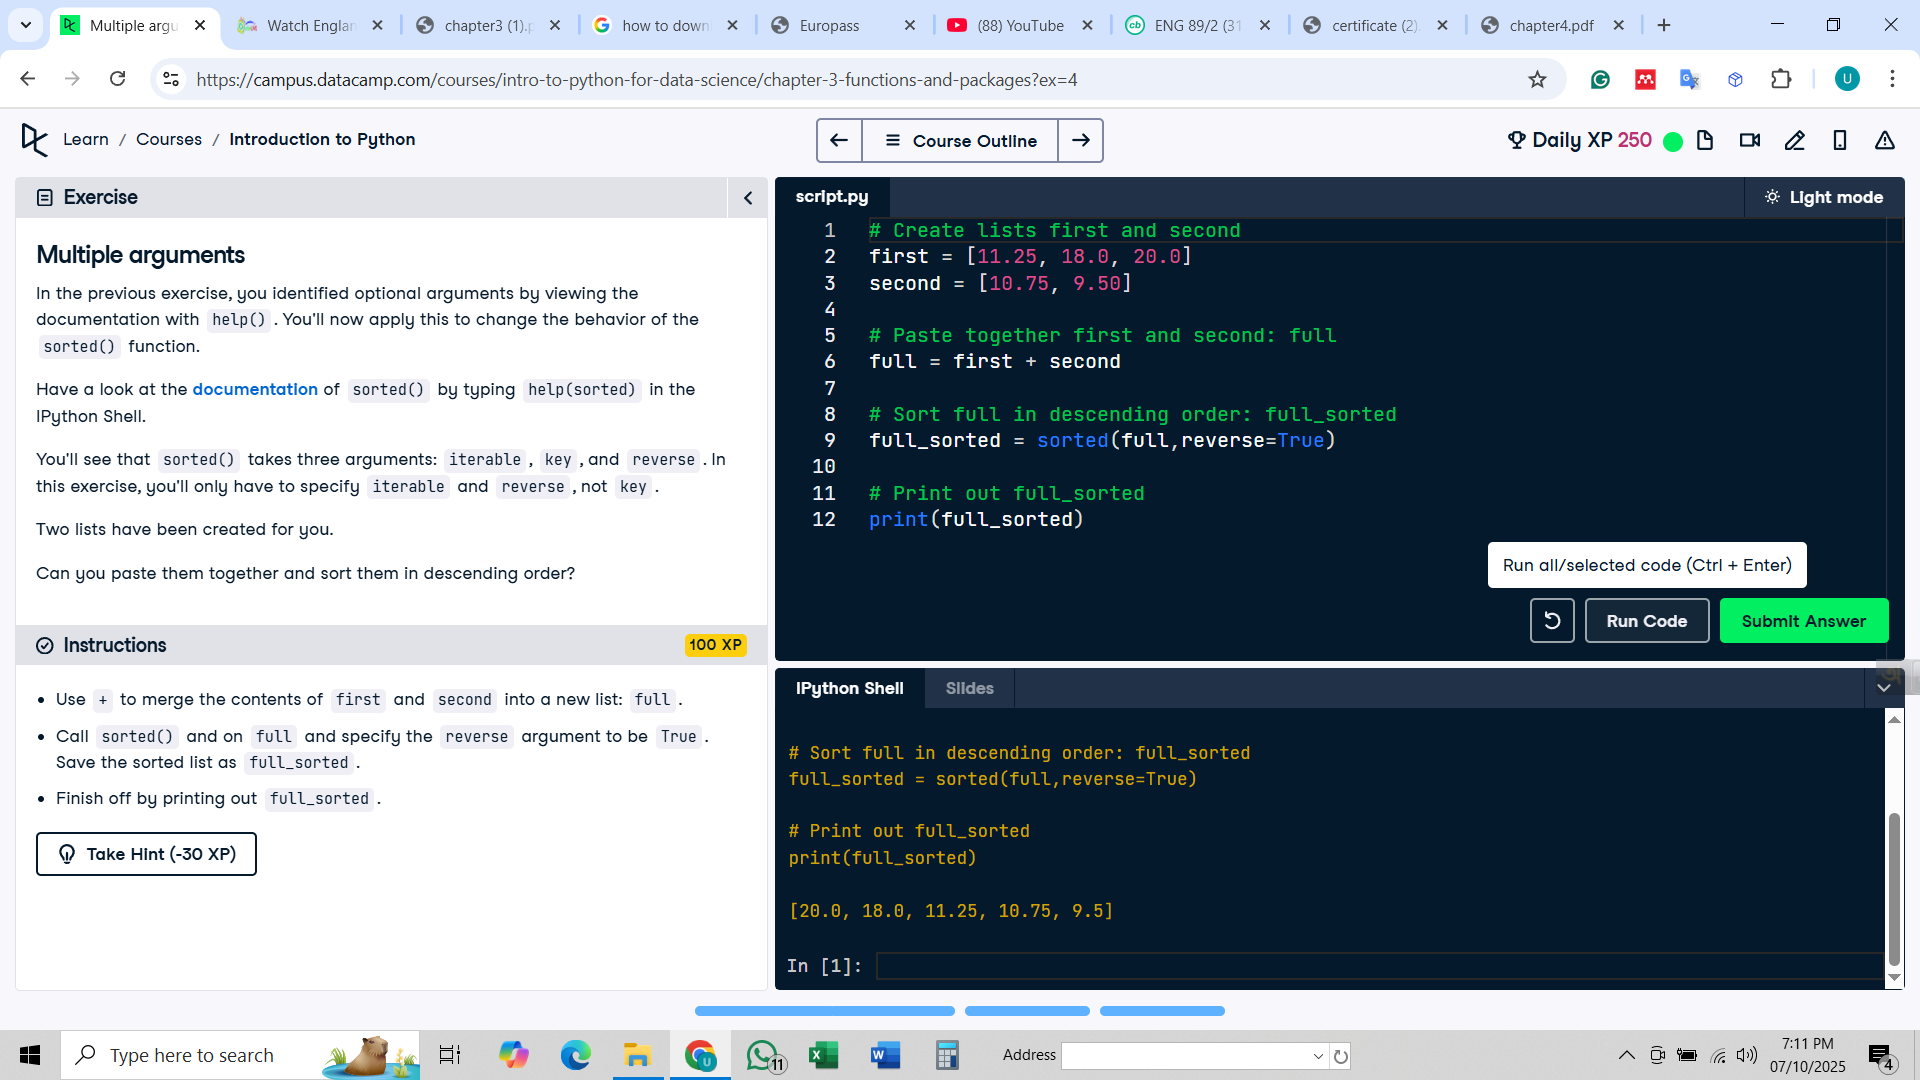 Multiple argu
Watch Englan
chapter3 (1).p
how to down
Europass
(88) YouTube
ENG 89/2 (31
certificate (2).
chapter4.pdf
https://campus.datacamp.com/courses/intro-to-python-for-data-science/chapter-3-functions-and-packages?ex=4
U
Learn / Courses / Introduction to Python
Course Outline
Daily XP 250
Exercise
Multiple arguments
In the previous exercise, you identified optional arguments by viewing the
documentation with help() . You'll now apply this to change the behavior of the
sorted() function.
Have a look at the documentation of sorted() by typing help(sorted) in the
IPython Shell.
You'll see that sorted() takes three arguments: iterable , key , and reverse . In
this exercise, you'll only have to specify iterable and reverse , not key .
Two lists have been created for you.
Can you paste them together and sort them in descending order?
Instructions
100 XP
Use + to merge the contents of first and second into a new list: full .
Call sorted() and on full and specify the reverse argument to be True .
Save the sorted list as full_sorted .
Finish off by printing out full_sorted .
Take Hint (-30 XP)
script.py
Light mode
1 # Create lists first and second
2 first = [11.25, 18.0, 20.0]
3 second = [10.75, 9.50]
4
5 # Paste together first and second: full
6 full = first + second
7
8 # Sort full in descending order: full_sorted
9 full_sorted = sorted(full,reverse=True)
10
11 # Print out full_sorted
12 print(full_sorted)
Run all/selected code (Ctrl + Enter)
Run Code
Submit Answer
IPython Shell
Slides
# Sort full in descending order: full_sorted
full_sorted = sorted(full,reverse=True)
# Print out full_sorted
print(full_sorted)
[20.0, 18.0, 11.25, 10.75, 9.5]
In [1]:
Type here to search
11
Address
7:11 PM
07/10/2025
4